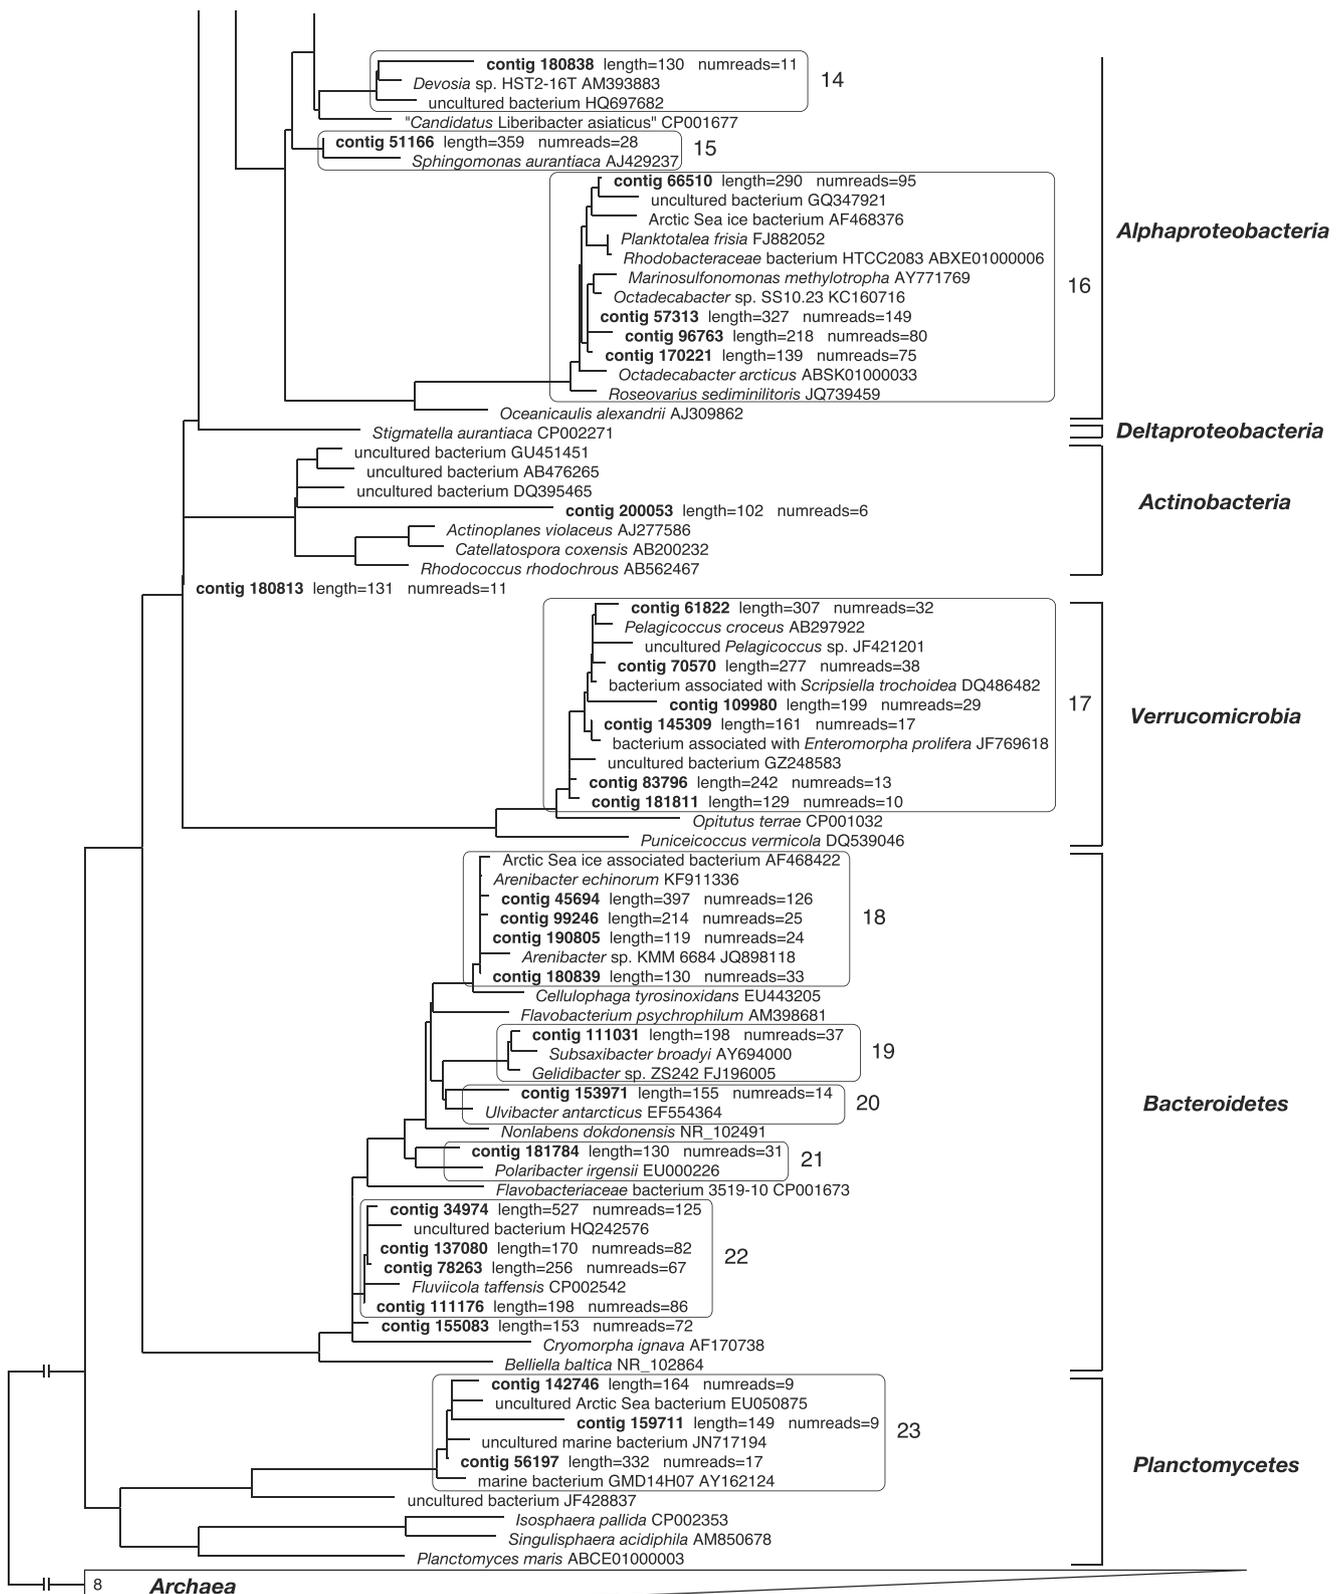 contig 180838 length=130 numreads=11
Devosia sp. HST2-16T AM393883
14
uncultured bacterium HQ697682
"Candidatus Liberibacter asiaticus" CP001677
contig 51166 length=359 numreads=28
15
Sphingomonas aurantiaca AJ429237
contig 66510 length=290 numreads=95
uncultured bacterium GQ347921
Arctic Sea ice bacterium AF468376
Alphaproteobacteria
Planktotalea frisia FJ882052
Rhodobacteraceae bacterium HTCC2083 ABXE01000006
Marinosulfonomonas methylotropha AY771769
16
Octadecabacter sp. SS10.23 KC160716
contig 57313 length=327 numreads=149
contig 96763 length=218 numreads=80
contig 170221 length=139 numreads=75
Octadecabacter arcticus ABSK01000033
Roseovarius sediminilitoris JQ739459
Oceanicaulis alexandrii AJ309862
Stigmatella aurantiaca CP002271
Deltaproteobacteria
uncultured bacterium GU451451
uncultured bacterium AB476265
uncultured bacterium DQ395465
Actinobacteria
contig 200053 length=102 numreads=6
Actinoplanes violaceus AJ277586
Catellatospora coxensis AB200232
Rhodococcus rhodochrous AB562467
contig 180813 length=131 numreads=11
contig 61822 length=307 numreads=32
Pelagicoccus croceus AB297922
uncultured Pelagicoccus sp. JF421201
contig 70570 length=277 numreads=38
bacterium associated with Scripsiella trochoidea DQ486482
contig 109980 length=199 numreads=29
17
Verrucomicrobia
contig 145309 length=161 numreads=17
bacterium associated with Enteromorpha prolifera JF769618
uncultured bacterium GZ248583
contig 83796 length=242 numreads=13
contig 181811 length=129 numreads=10
Opitutus terrae CP001032
Puniceicoccus vermicola DQ539046
Arctic Sea ice associated bacterium AF468422
Arenibacter echinorum KF911336
contig 45694 length=397 numreads=126
contig 99246 length=214 numreads=25
18
contig 190805 length=119 numreads=24
Arenibacter sp. KMM 6684 JQ898118
contig 180839 length=130 numreads=33
Cellulophaga tyrosinoxidans EU443205
Flavobacterium psychrophilum AM398681
contig 111031 length=198 numreads=37
Subsaxibacter broadyi AY694000
19
Gelidibacter sp. ZS242 FJ196005
contig 153971 length=155 numreads=14
20
Bacteroidetes
Ulvibacter antarcticus EF554364
Nonlabens dokdonensis NR_102491
contig 181784 length=130 numreads=31
21
Polaribacter irgensii EU000226
Flavobacteriaceae bacterium 3519-10 CP001673
contig 34974 length=527 numreads=125
uncultured bacterium HQ242576
contig 137080 length=170 numreads=82
22
contig 78263 length=256 numreads=67
Fluviicola taffensis CP002542
contig 111176 length=198 numreads=86
contig 155083 length=153 numreads=72
Cryomorpha ignava AF170738
Belliella baltica NR_102864
contig 142746 length=164 numreads=9
uncultured Arctic Sea bacterium EU050875
contig 159711 length=149 numreads=9
23
uncultured marine bacterium JN717194
contig 56197 length=332 numreads=17
Planctomycetes
marine bacterium GMD14H07 AY162124
uncultured bacterium JF428837
Isosphaera pallida CP002353
Singulisphaera acidiphila AM850678
Planctomyces maris ABCE01000003
8 Archaea